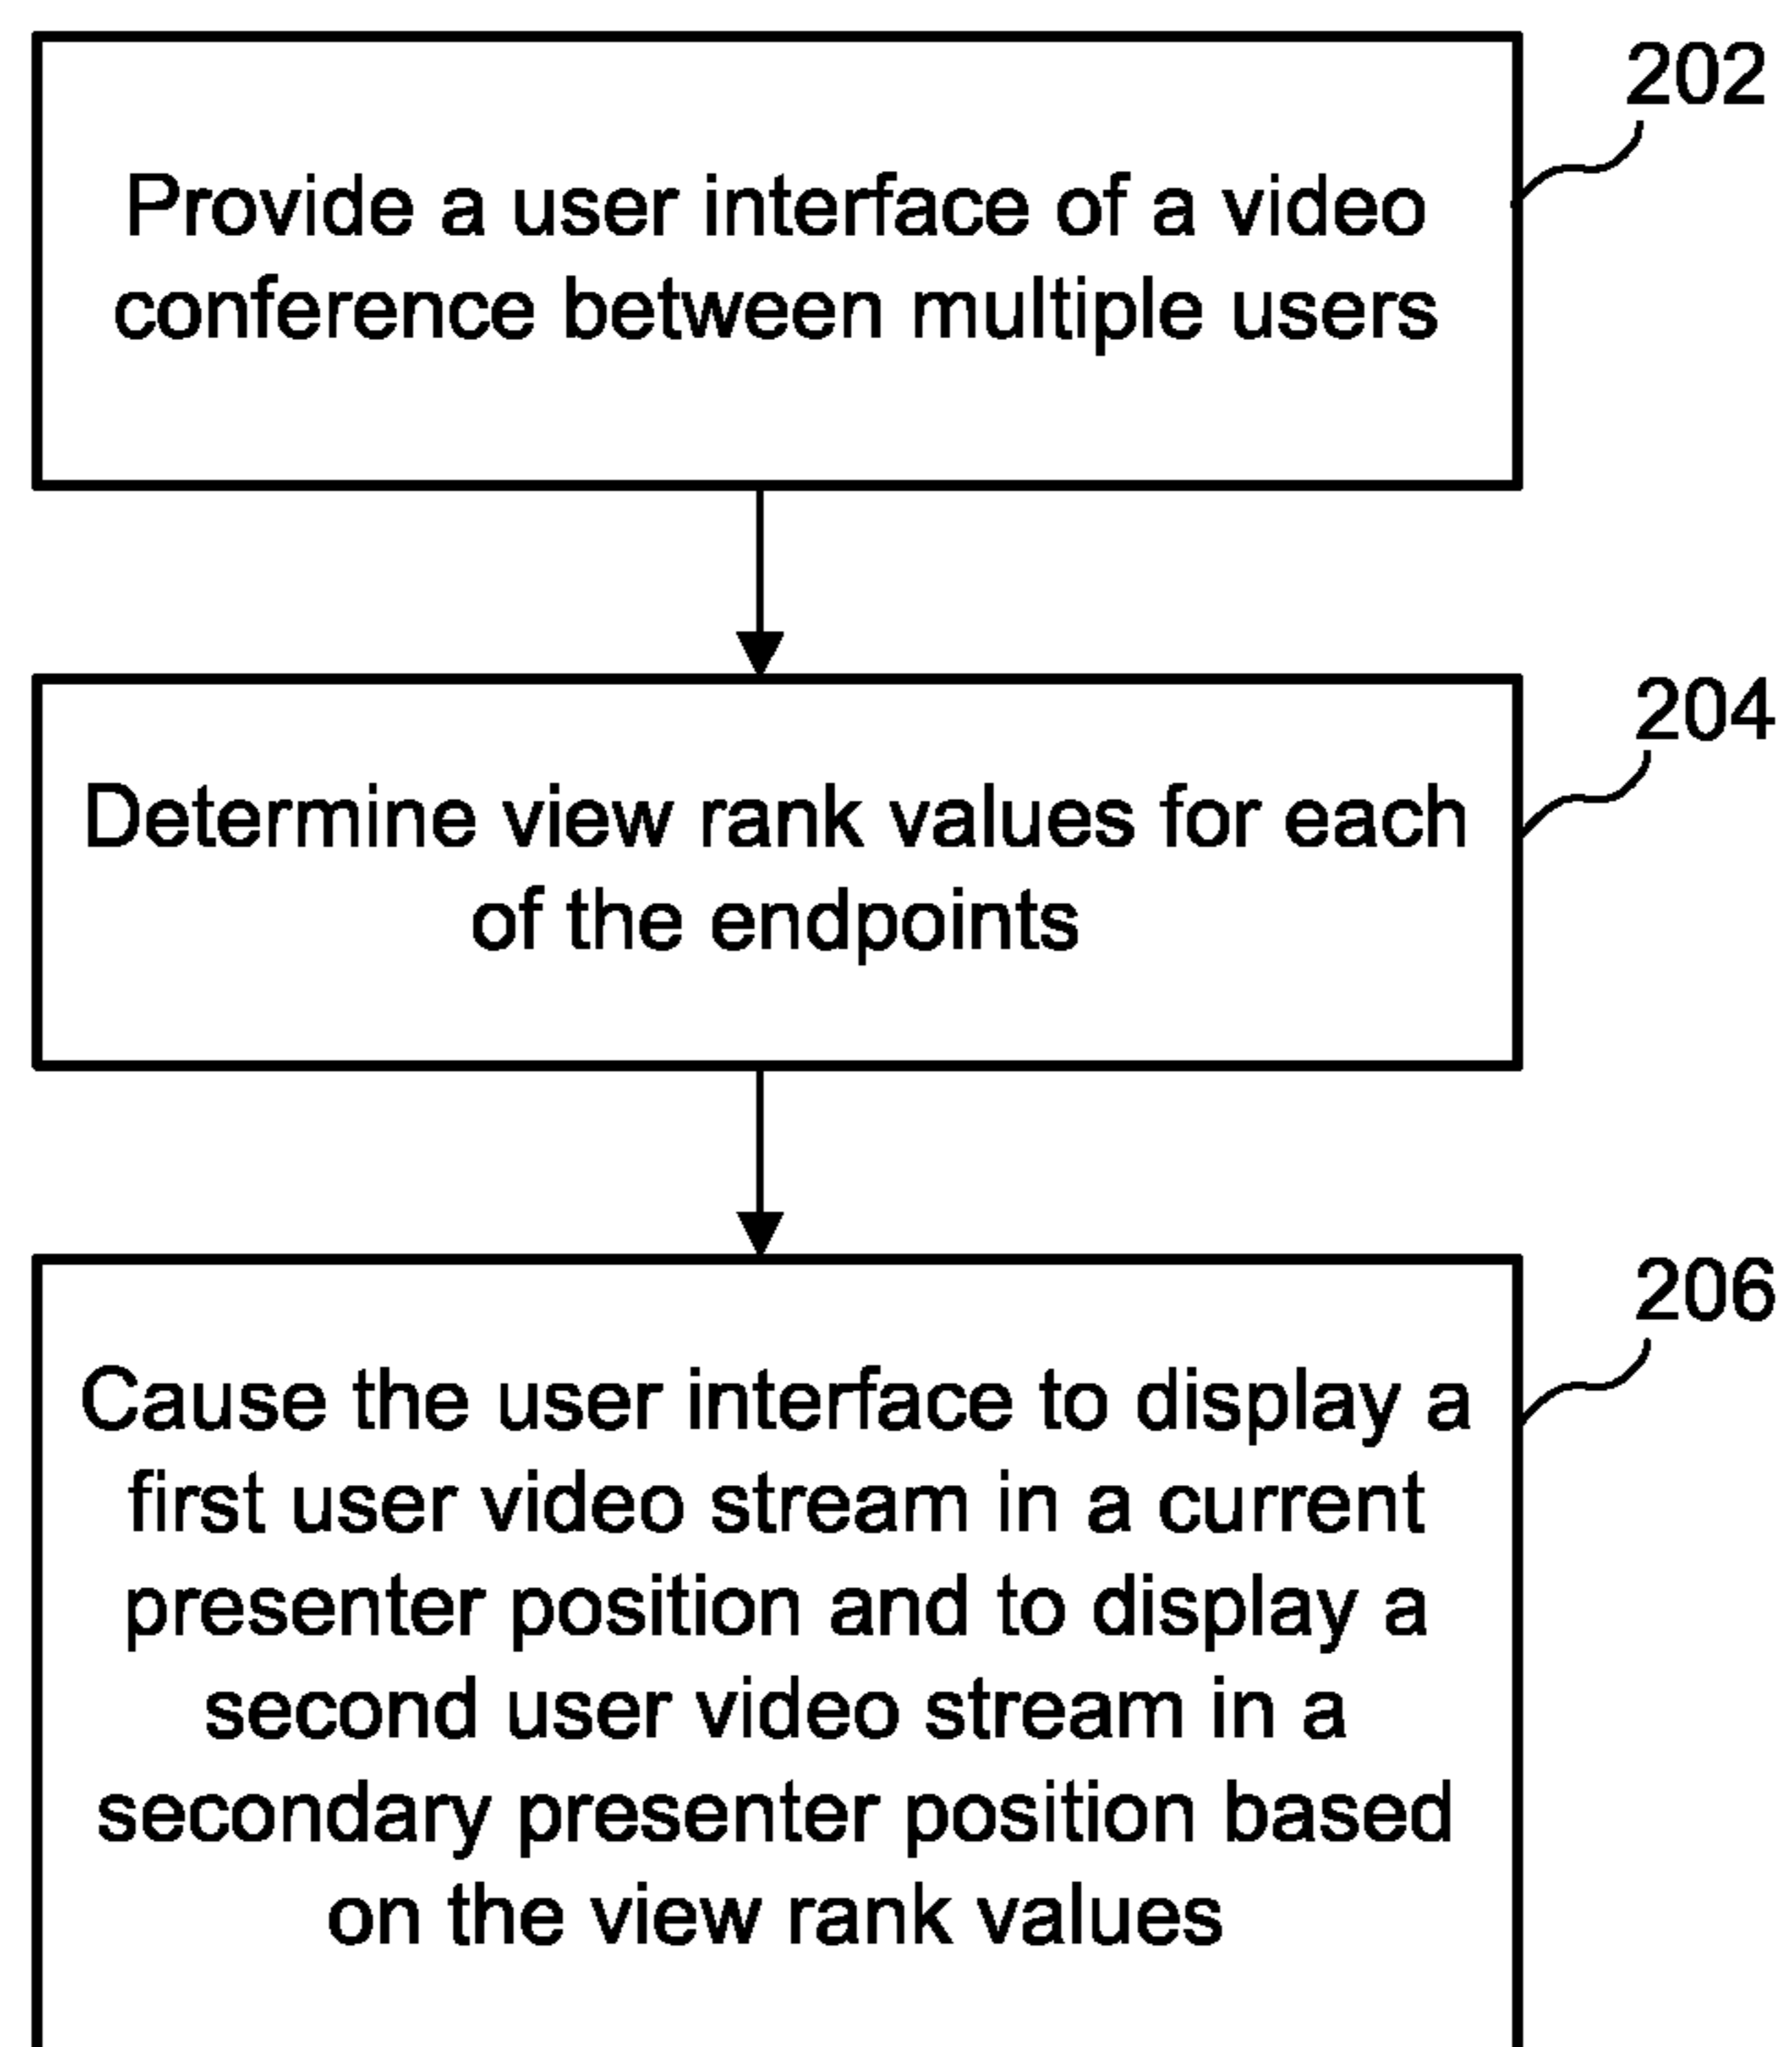 202
Provide a user interface of a video
conference between multiple users
204
Determine view rank values for each
of the endpoints
206
Cause the user interface to display a
first user video stream in a current
presenter position and to display a
second user video stream in a
secondary presenter position based
on the view rank values